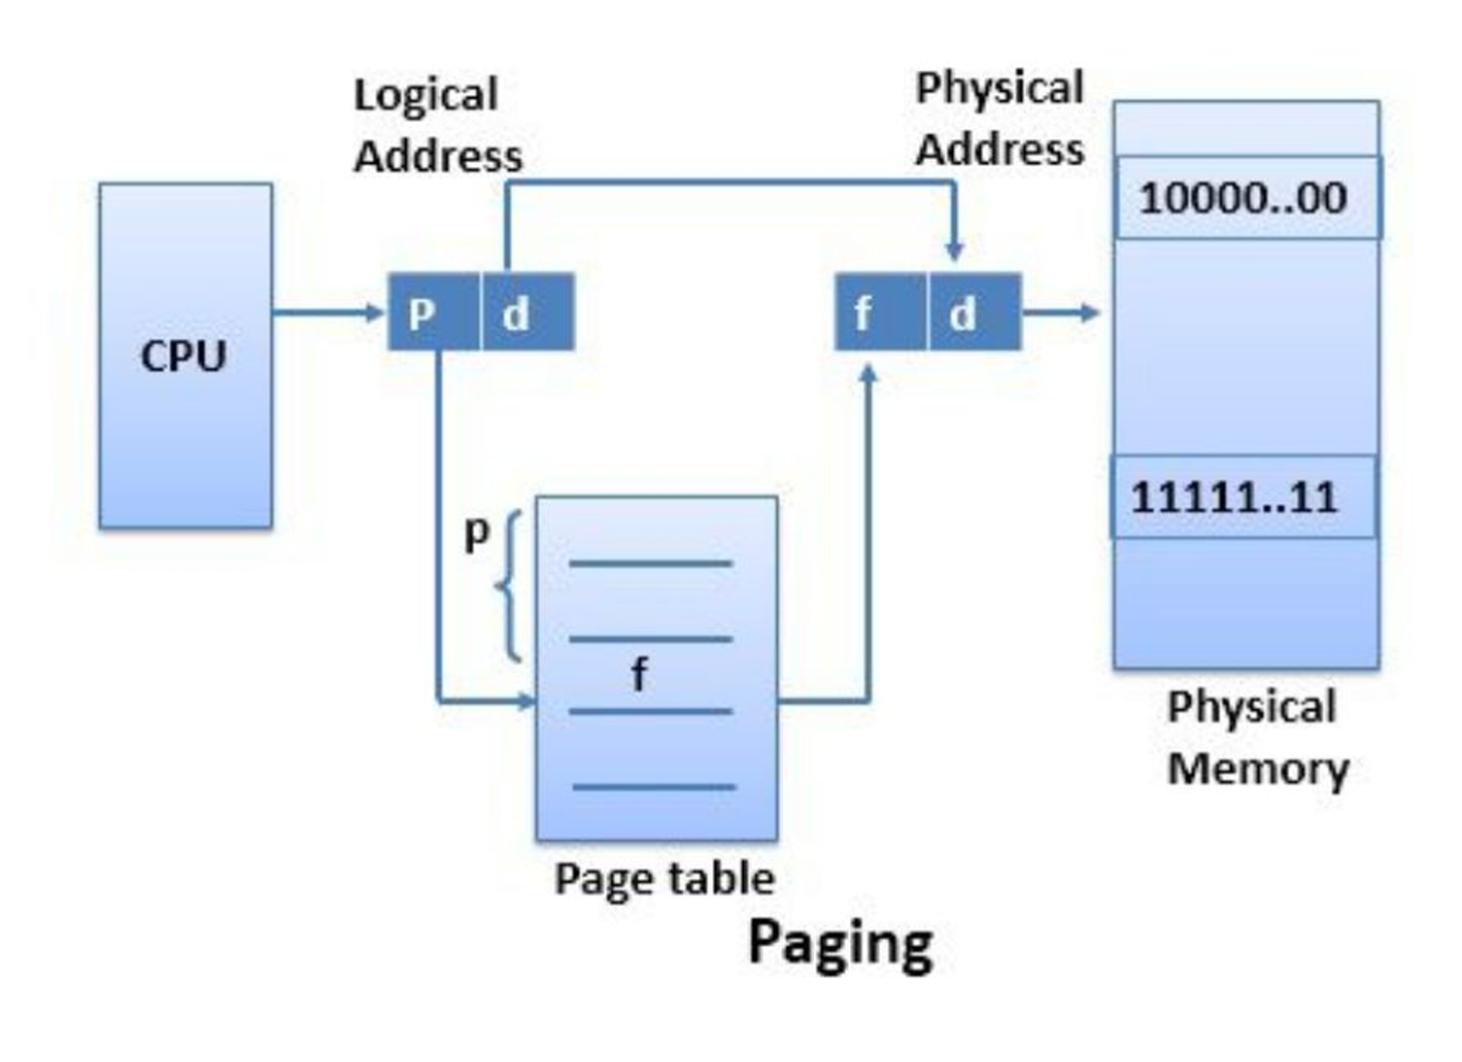 Logical
Address
Physical
Address
10000..00
CPU
P d
f d
11111..11
p
f
Physical
Memory
Page table
Paging